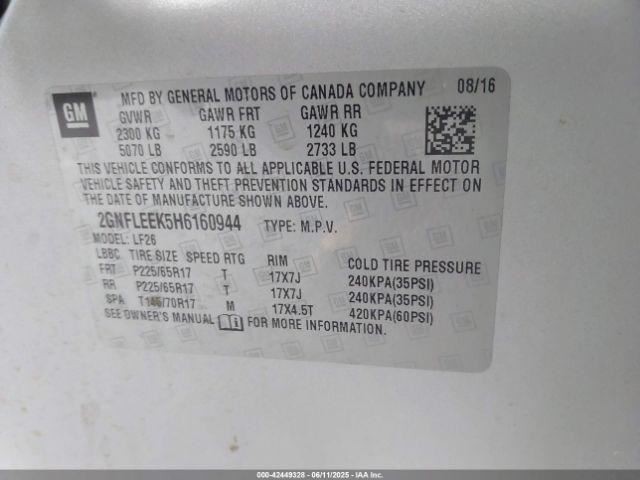 GM
MFD BY GENERAL MOTORS OF CANADA COMPANY 08/16
GVWR GAWR FRT GAWR RR
2300 KG 1175 KG 1240 KG
5070 LB 2590 LB 2733 LB
THIS VEHICLE CONFORMS TO ALL APPLICABLE U.S. FEDERAL MOTOR
VEHICLE SAFETY AND THEFT PREVENTION STANDARDS IN EFFECT ON
THE DATE OF MANUFACTURE SHOWN ABOVE.
2GNFLEEK5H6160944 TYPE: M.P.V.
MODEL: LF26
LBBC TIRE SIZE SPEED RTG RIM COLD TIRE PRESSURE
FRT P225/65R17 T 17X7J 240KPA(35PSI)
RR P225/65R17 T 17X7J 240KPA(35PSI)
SPA T145/70R17 M 17X4.5T 420KPA(60PSI)
SEE OWNER'S MANUAL FOR MORE INFORMATION.
000-42449328 - 06/11/2025 - IAAI.COM